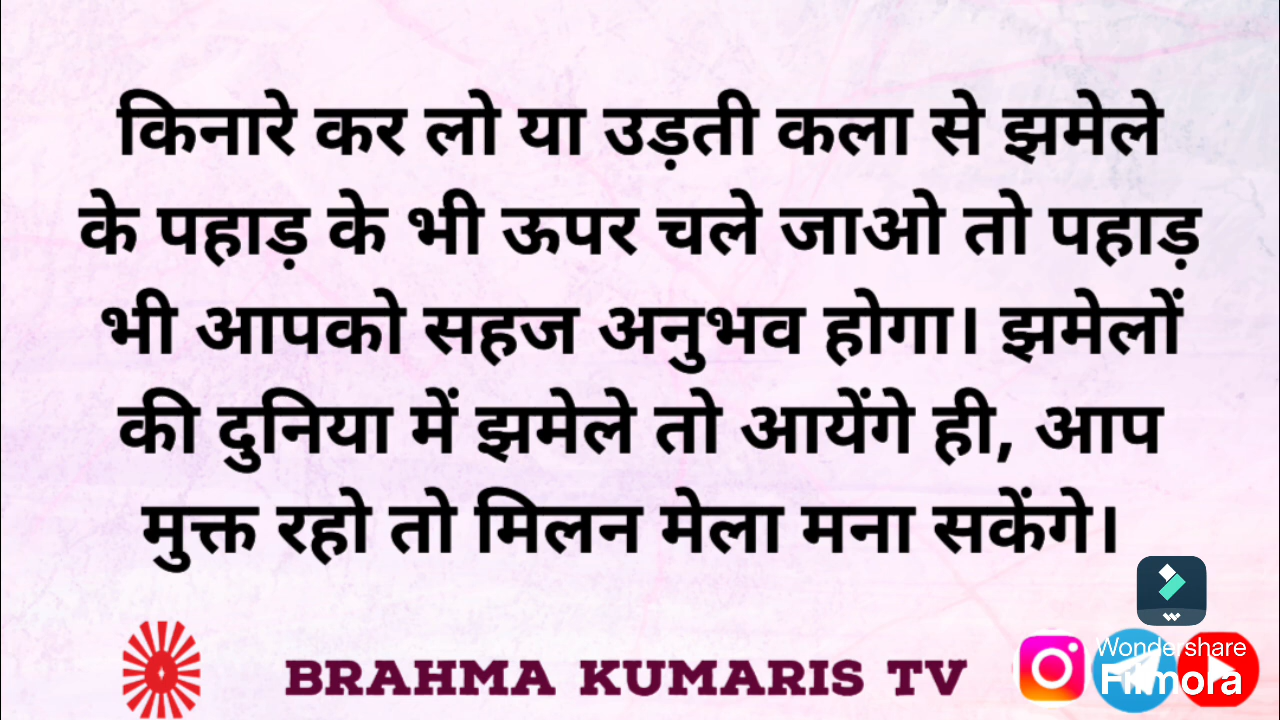 किनारे कर लो या उड़ती कला से झमेले
के पहाड़ के भी ऊपर चले जाओ तो पहाड़
भी आपको सहज अनुभव होगा। झमेलों
की दुनिया में झमेले तो आयेंगे ही, आप
मुक्त रहो तो मिलन मेला मना सकेंगे।
BRAHMA KUMARIS TV
Wondershare
Filmora